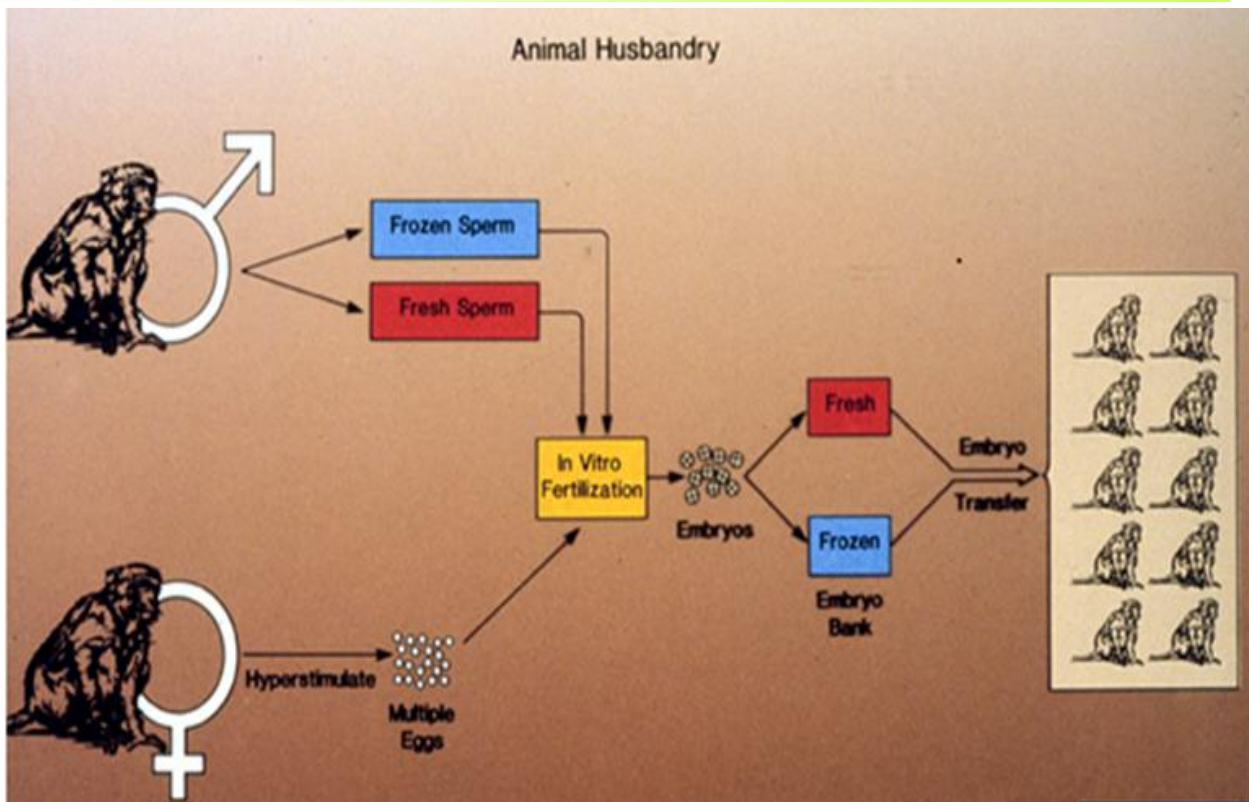 Animal Husbandry
Frozen Sperm
Fresh Sperm
In Vitro
Fertilization
Embryos
Fresh
Frozen
Embryo
Bank
Embryo
Transfer
Hyperstimulate
Multiple
Eggs